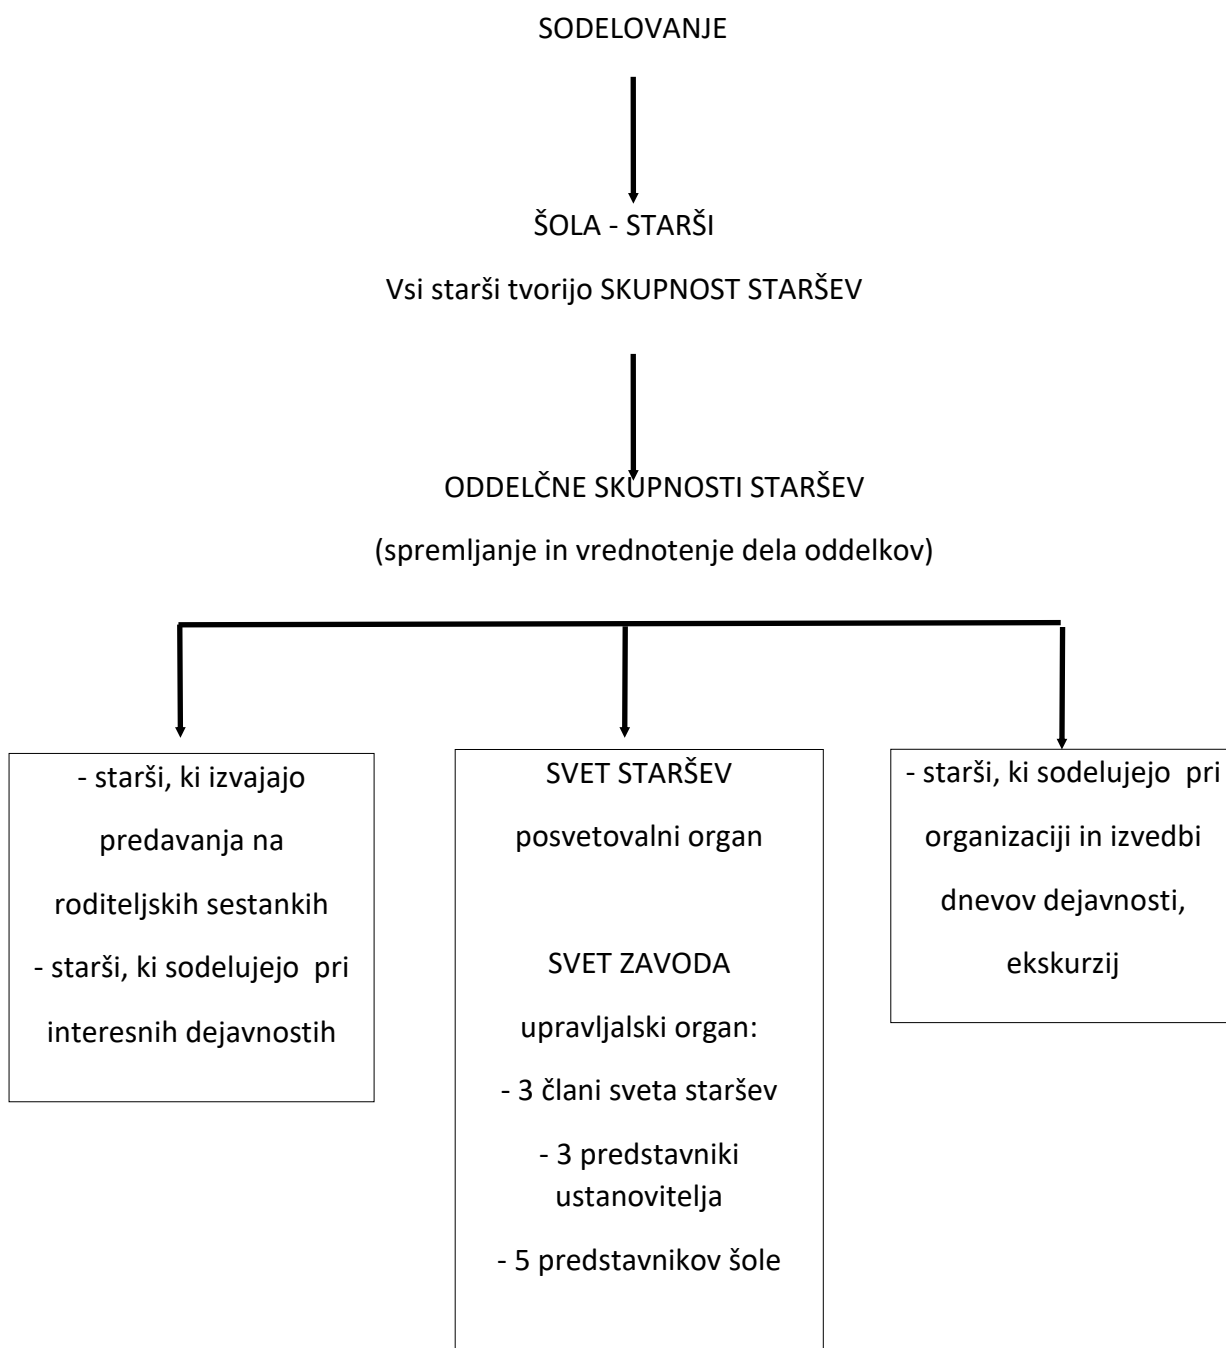 SODELOVANJE
ŠOLA - STARŠI
Vsi starši tvorijo SKUPNOST STARŠEV
ODDELČNE SKUPNOSTI STARŠEV
(spremljanje in vrednotenje dela oddelkov)
- starši, ki izvajajo
predavanja na
roditeljskih sestankih
- starši, ki sodelujejo  pri
interesnih dejavnostih
SVET STARŠEV
posvetovalni organ
SVET ZAVODA
upravljalski organ:
- 3 člani sveta staršev
- 3 predstavniki
ustanovitelja
- 5 predstavnikov šole
- starši, ki sodelujejo  pri
organizaciji in izvedbi
dnevov dejavnosti,
ekskurzij